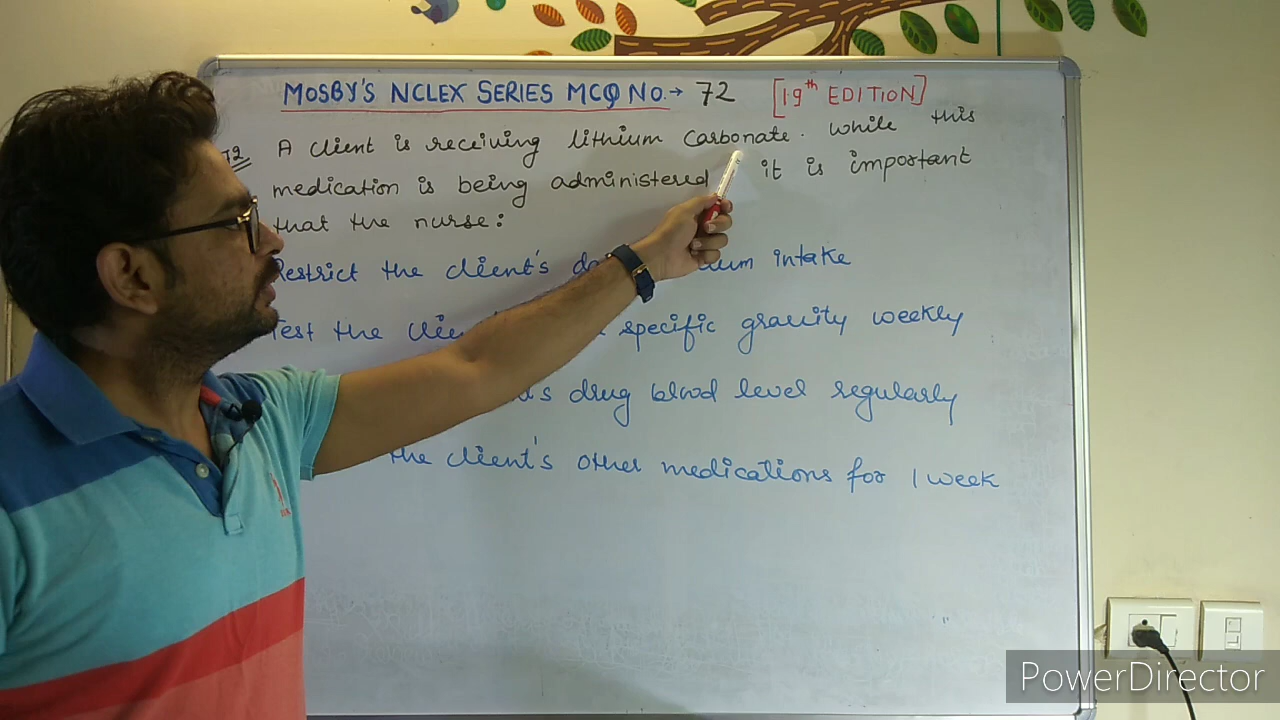 MOSBY'S NCLEX SERIES MCQ NO.→ 72 [19th EDITION]
72 A client is receiving lithium carbonate. while this
medication is being administered it is important
that the nurse:
Restrict the client's intake
Test the specific gravity weekly
drug blood level regularly
the client's other medications for 1 week
PowerDirector